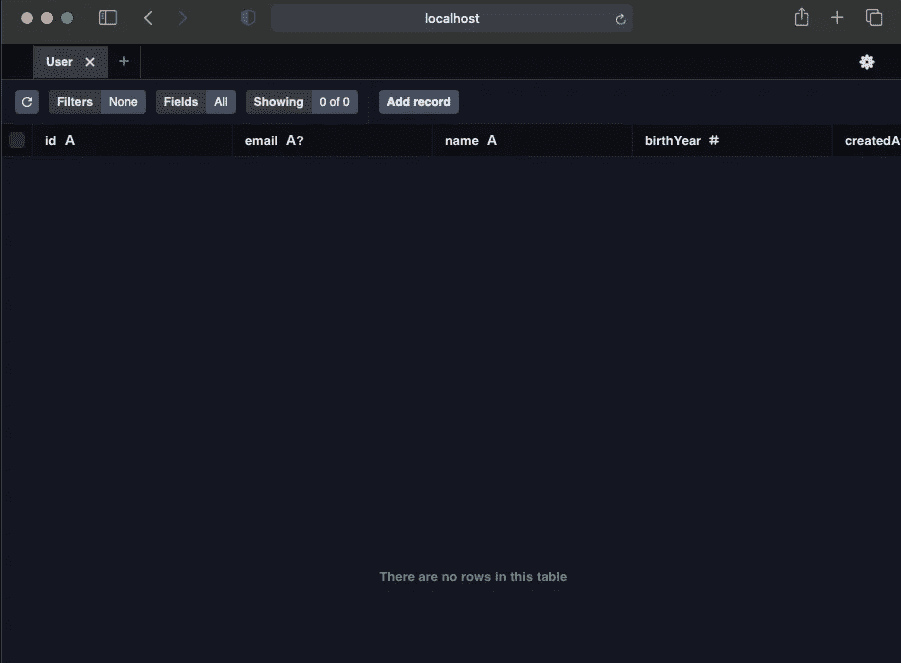 localhost
User
Filters None Fields All Showing 0 of 0 Add record
id A email A? name A birthYear # createdA
There are no rows in this table